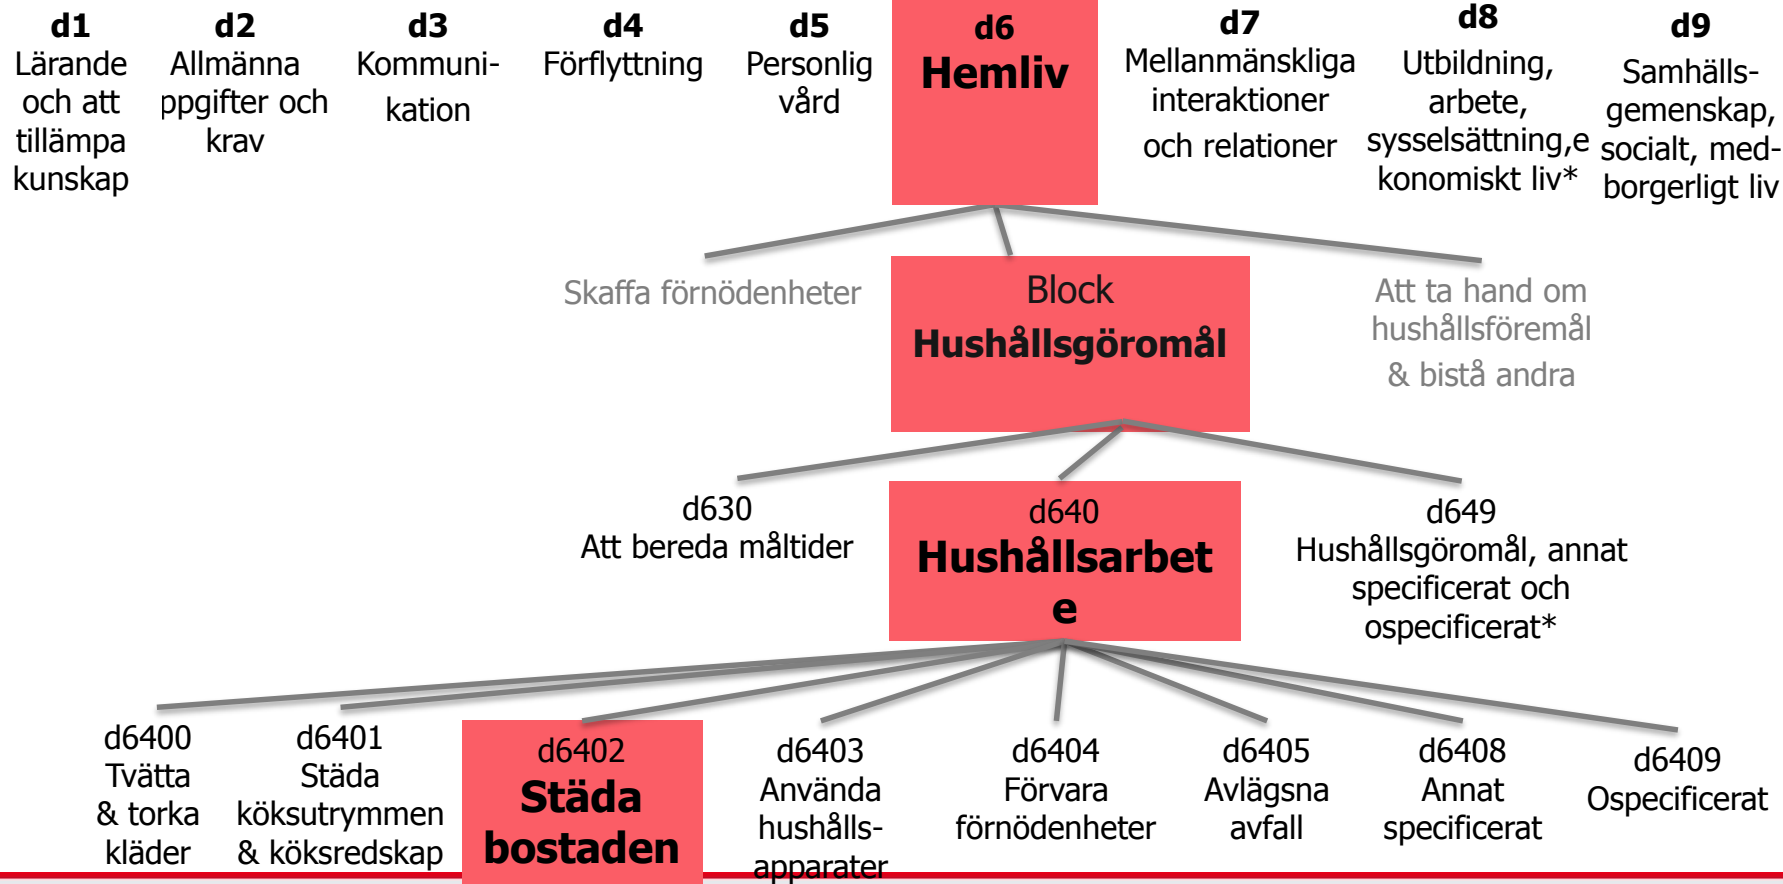 d1
Lärande
och att
tillämpa
kunskap
d2
Allmänna
ppgifter och
krav
d3
Kommuni-
kation
d4
Förflyttning
d5
Personlig
vård
d6
Hemliv
d7
Mellanmänskliga
interaktioner
och relationer
d8
Utbildning,
arbete,
sysselsättning,e
konomiskt liv*
d9
Samhälls-
gemenskap,
socialt, med-
borgerligt liv
Skaffa förnödenheter
Block
Hushållsgöromål
Att ta hand om
hushållsföremål
& bistå andra
d630
Att bereda måltider
d640
Hushållsarbet
e
d649
Hushållsgöromål, annat
specificerat och
ospecificerat*
d6400
Tvätta
& torka
kläder
d6401
Städa
köksutrymmen
& köksredskap
d6402
Städa
bostaden
d6403
Använda
hushålls-
apparater
d6404
Förvara
förnödenheter
d6405
Avlägsna
avfall
d6408
Annat
specificerat
d6409
Ospecificerat